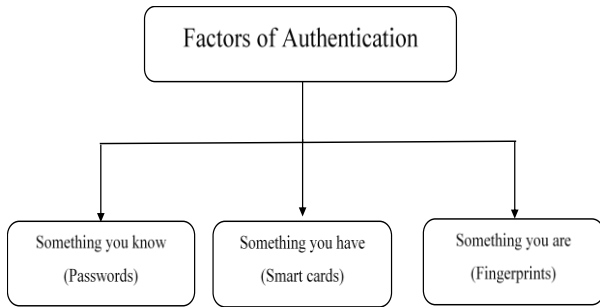 Factors of Authentication
Something you know
(Passwords)
Something you have
(Smart cards)
Something you are
(Fingerprints)